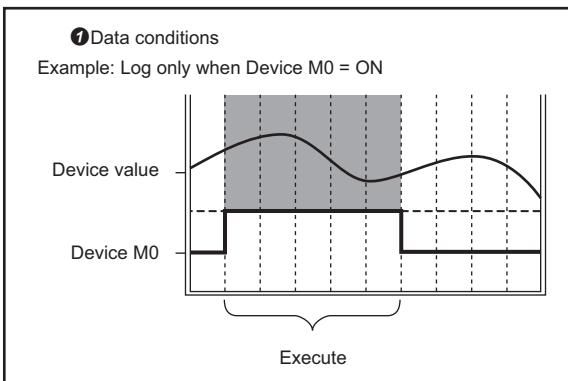 ❶Data conditions
Example: Log only when Device M0 = ON
Device value
Device M0
Execute